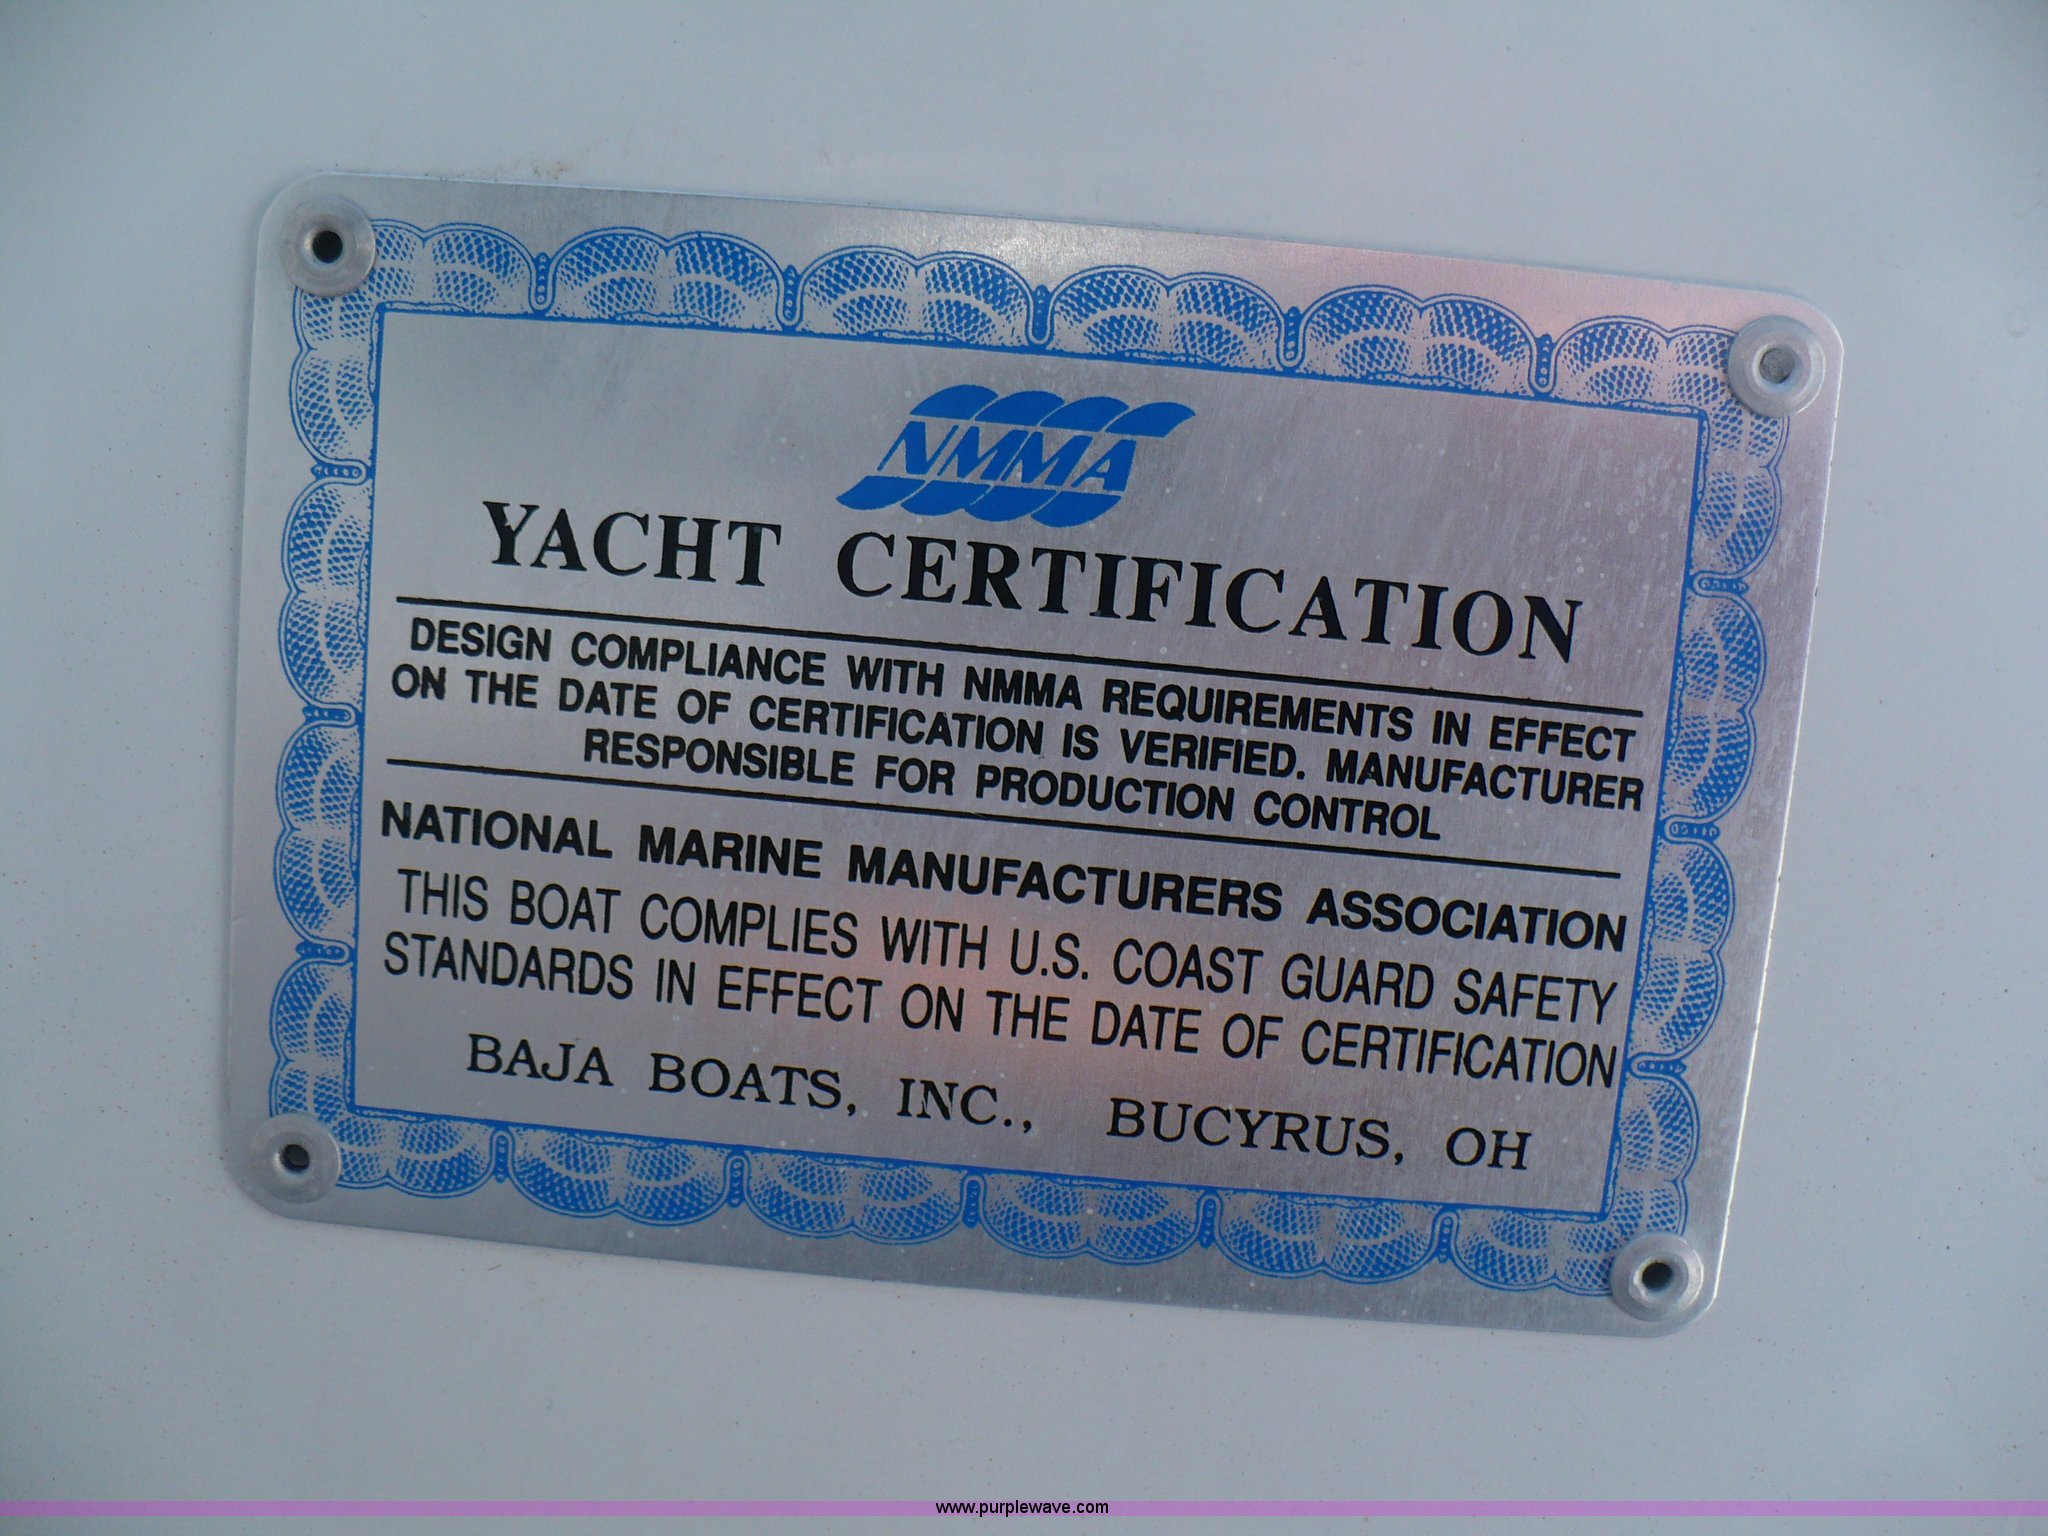 NMMA
YACHT CERTIFICATION
DESIGN COMPLIANCE WITH NMMA REQUIREMENTS IN EFFECT
ON THE DATE OF CERTIFICATION IS VERIFIED. MANUFACTURER
RESPONSIBLE FOR PRODUCTION CONTROL
NATIONAL MARINE MANUFACTURERS ASSOCIATION
THIS BOAT COMPLIES WITH U.S. COAST GUARD SAFETY
STANDARDS IN EFFECT ON THE DATE OF CERTIFICATION
BAJA BOATS, INC., BUCYRUS, OH
www.purplewave.com